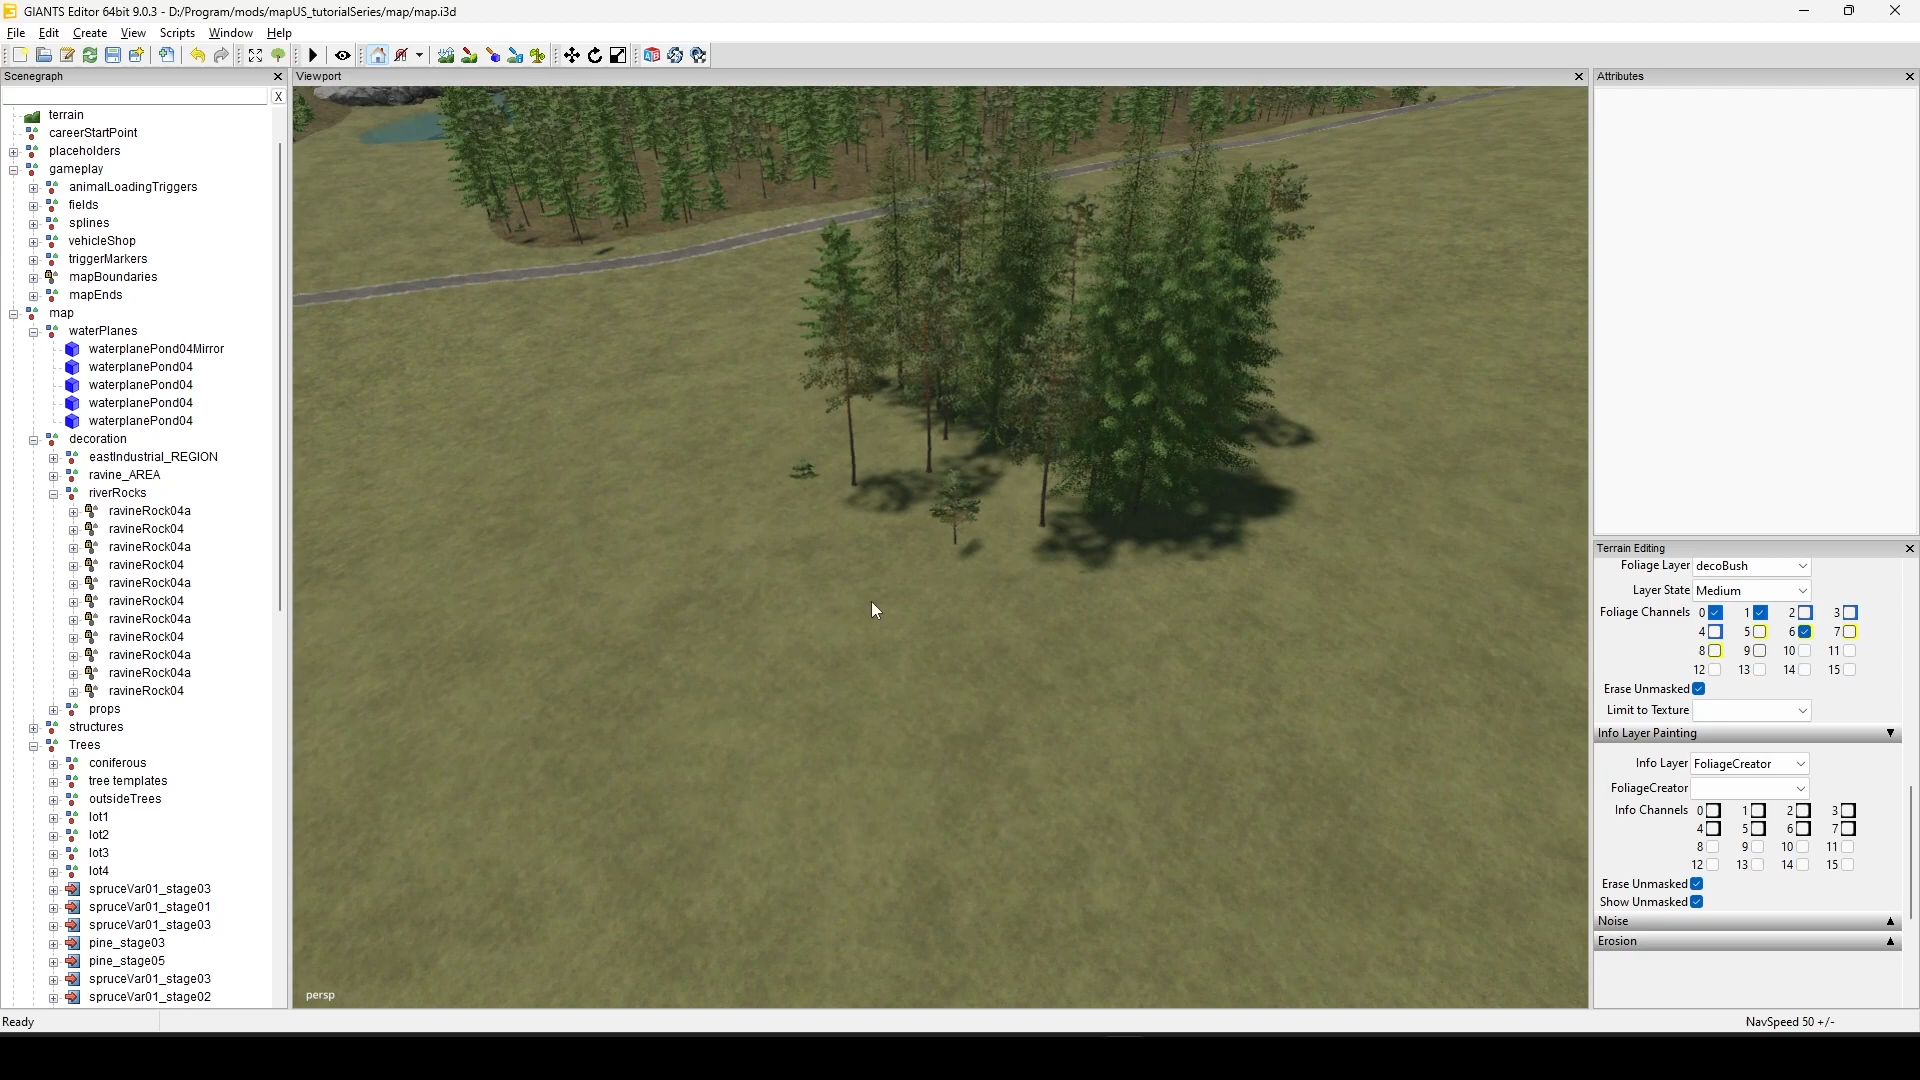 GIANTS Editor 64bit 9.0.3 - D:/Program/mods/mapUS_tutorialSeries/map/map.i3d
File Edit Create View Scripts Window Help
Scenegraph
X
terrain
careerStartPoint
placeholders
gameplay
animalLoadingTriggers
fields
splines
vehicleShop
triggerMarkers
mapBoundaries
mapEnds
map
waterPlanes
waterplanePond04Mirror
waterplanePond04
waterplanePond04
waterplanePond04
waterplanePond04
decoration
eastIndustrial_REGION
ravine_AREA
riverRocks
ravineRock04a
ravineRock04
ravineRock04a
ravineRock04
ravineRock04a
ravineRock04
ravineRock04a
ravineRock04
ravineRock04a
ravineRock04a
ravineRock04
props
structures
Trees
coniferous
tree templates
outsideTrees
lot1
lot2
lot3
lot4
spruceVar01_stage03
spruceVar01_stage01
spruceVar01_stage03
pine_stage03
pine_stage05
spruceVar01_stage03
spruceVar01_stage02
Viewport
persp
Attributes
Terrain Editing
Foliage Layer decoBush
Layer State Medium
Foliage Channels 0 1 2 3
4 5 6 7
8 9 10 11
12 13 14 15
Erase Unmasked
Limit to Texture
Info Layer Painting
Info Layer FoliageCreator
FoliageCreator
Info Channels 0 1 2 3
4 5 6 7
8 9 10 11
12 13 14 15
Erase Unmasked
Show Unmasked
Noise
Erosion
Ready
NavSpeed 50 +/-